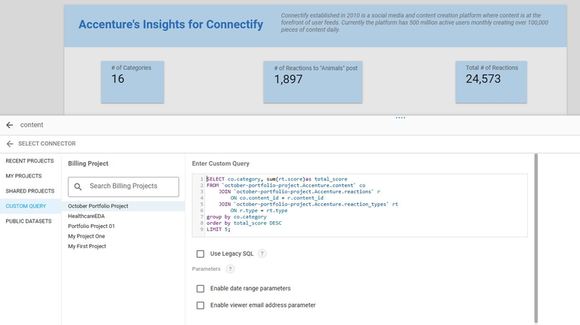 Accenture's Insights for Connectify
Connectify established in 2010 is a social media and content creation platform where content is at the
forefront of user feeds. Currently the platform has 500 million active users monthly creating over 100,000
pieces of content daily
# of Categories
16
# of Reactions to "Animals" post
1,897
Total # of Reactions
24,573
content
SELECT CONNECTOR
RECENT PROJECTS
MY PROJECTS
SHARED PROJECTS
CUSTOM QUERY
PUBLIC DATASETS
Billing Project
Search Billing Projects
October Portfolio Project
HealthcareEDA
Portfolio Project 01
My Project One
My First Project
Enter Custom Query
1 SELECT co.category, sum(rt.score)as total_score
2 FROM `october-portfolio-project.Accenture.content` co
3 JOIN `october-portfolio-project.Accenture.reactions` r
4 ON co.content_id = r.content_id
5 JOIN `october-portfolio-project.Accenture.reaction_types` rt
6 ON r.type = rt.type
7 group by co.category
8 order by total_score DESC
9 LIMIT 5;
Use Legacy SQL ?
Parameters ?
Enable date range parameters
Enable viewer email address parameter